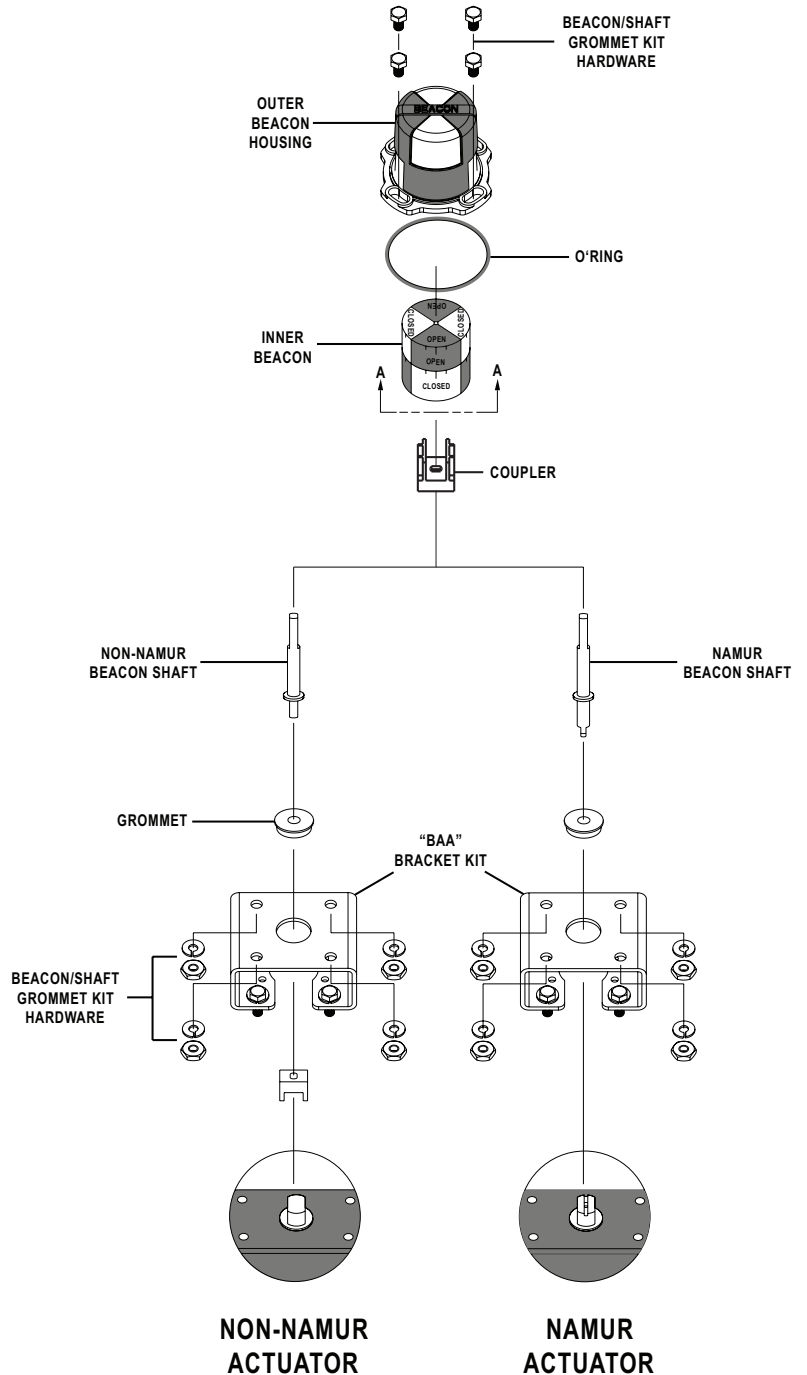 BEACON/SHAFT
GROMMET KIT
HARDWARE
OUTER
BEACON
HOUSING
BEACON
O‘RING
OPEN
CLOSED
CLOSED
OPEN
OPEN
CLOSED
INNER
BEACON
A
A
COUPLER
NON-NAMUR
BEACON SHAFT
NAMUR
BEACON SHAFT
GROMMET
“BAA”
BRACKET KIT
BEACON/SHAFT
GROMMET KIT
HARDWARE
NON-NAMUR
ACTUATOR
NAMUR
ACTUATOR